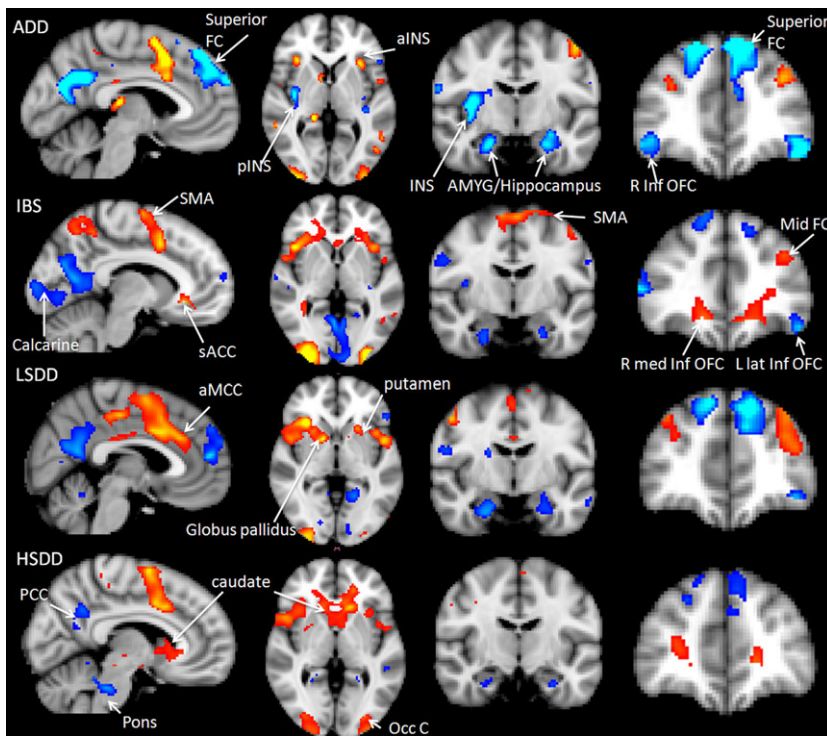 ADD
Superior
FC
aINS
pINS
INS
AMYG/Hippocampus
Superior
FC
R Inf OFC
IBS
SMA
SMA
Mid FC
Calcarine
sACC
R med Inf OFC
L lat Inf OFC
LSDD
aMCC
putamen
Globus pallidus
HSDD
PCC
caudate
Pons
Occ C